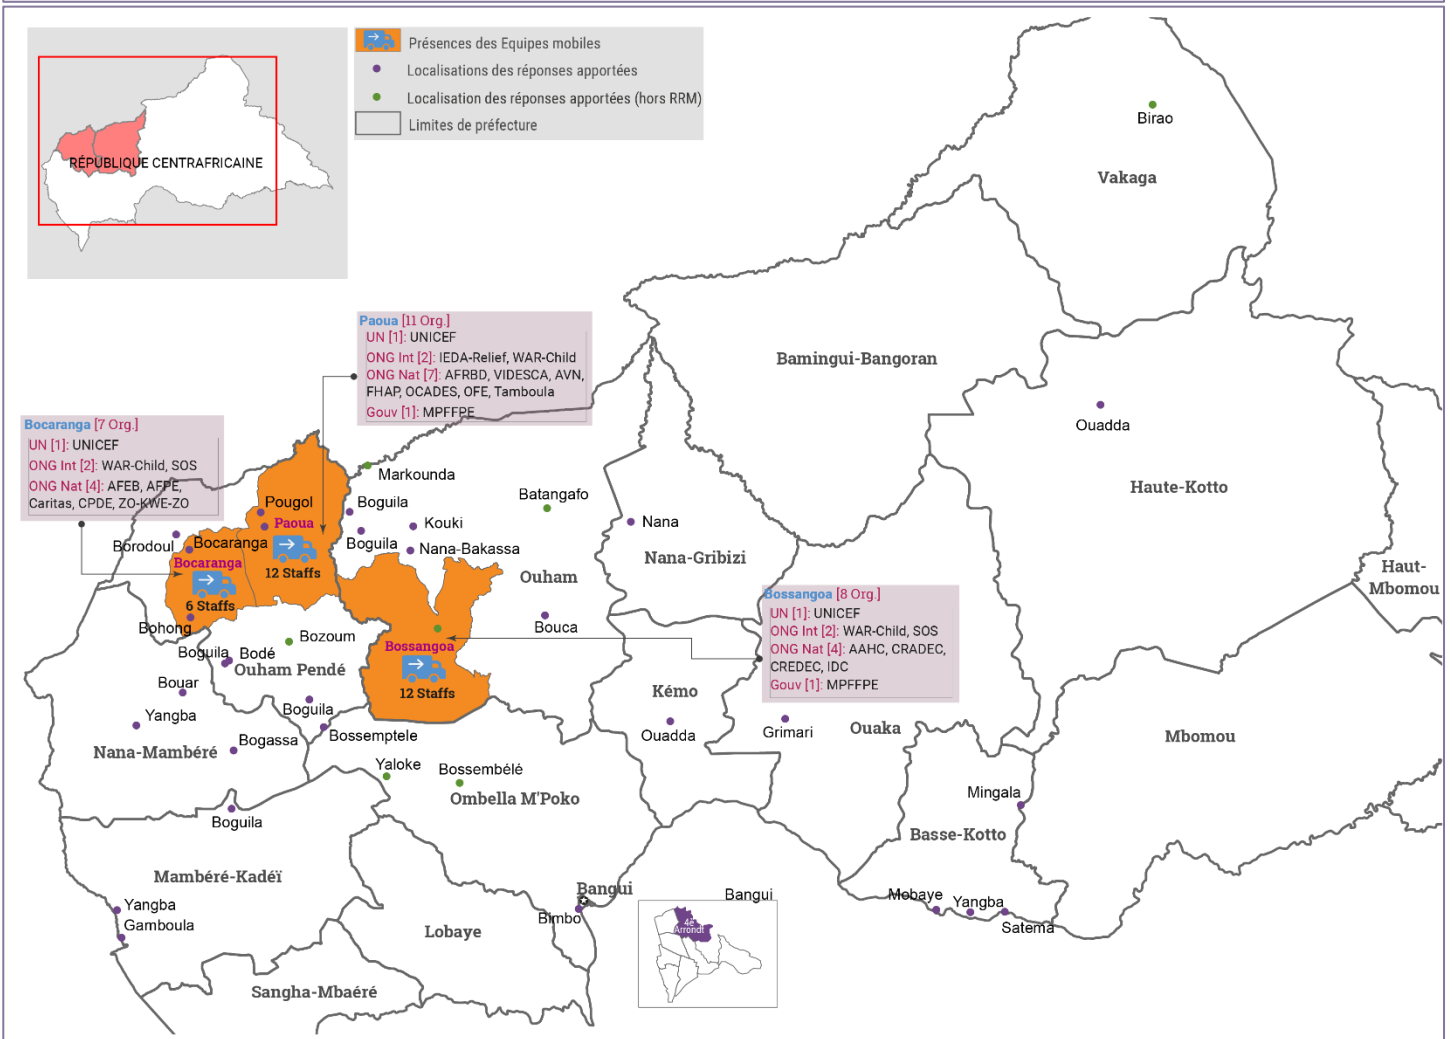 Présences des Equipes mobiles
Localisations des réponses apportées
Localisation des réponses apportées (hors RRM)
Limites de préfecture
RÉPUBLIQUE CENTRAFRICAINE
Birao
Vakaga
Paoua [11 Org.]
UN [1]: UNICEF
ONG Int [2]: IEDA-Relief, WAR-Child
ONG Nat [7]: AFRBD, VIDESCA, AVN,
FHAP, OCADES, OFE, Tamboula
Gouv [1]: MPFFPE
Bamingui-Bangoran
Bocaranga [7 Org.]
UN [1]: UNICEF
ONG Int [2]: WAR-Child, SOS
ONG Nat [4]: AFEB, AFPE,
Caritas, CPDE, ZO-KWE-ZO
Ouadda
Haute-Kotto
Markounda
Batangafo
Pougol
Paoua
12 Staffs
Boguila
Boguila
Kouki
Nana-Bakassa
Nana
Nana-Gribizi
Borodoul
Bocaranga
Bocaranga
6 Staffs
Ouham
Haut-
Mbomou
Bossangoa [8 Org.]
UN [1]: UNICEF
ONG Int [2]: WAR-Child, SOS
ONG Nat [4]: AAHC, CRADEC,
CREDEC, IDC
Gouv [1]: MPFFPE
Bohong
Bouca
Bozoum
Bossangoa
12 Staffs
Boguila
Bodé
Ouham Pendé
Bouar
Kémo
Boguila
Yangba
Bossemptele
Ouadda
Grimari
Ouaka
Mbomou
Bogassa
Nana-Mambéré
Yaloke
Bossembélé
Ombella M'Poko
Mingala
Basse-Kotto
Boguila
Mambéré-Kadéï
Yangba
Gamboula
Bangui
Bimbo
Bangui
4e
Arrondt
Mobaye
Yangba
Satema
Lobaye
Sangha-Mbaéré